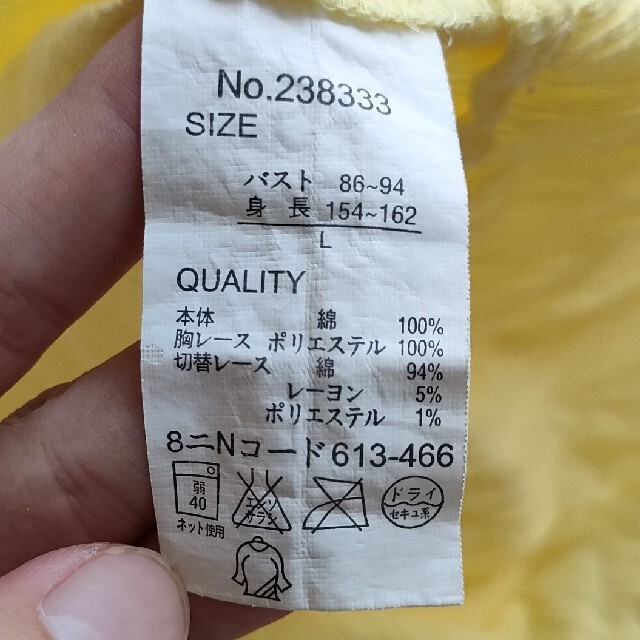 No.238333
SIZE
バスト 86~94
身長 154~162
L
QUALITY
本体 綿 100%
胸レース ポリエステル 100%
切替レース 綿 94%
レーヨン 5%
ポリエステル 1%
8ニNコード613-466
弱
40
ネット使用
エンソ
サラシ
ドライ
セキユ系